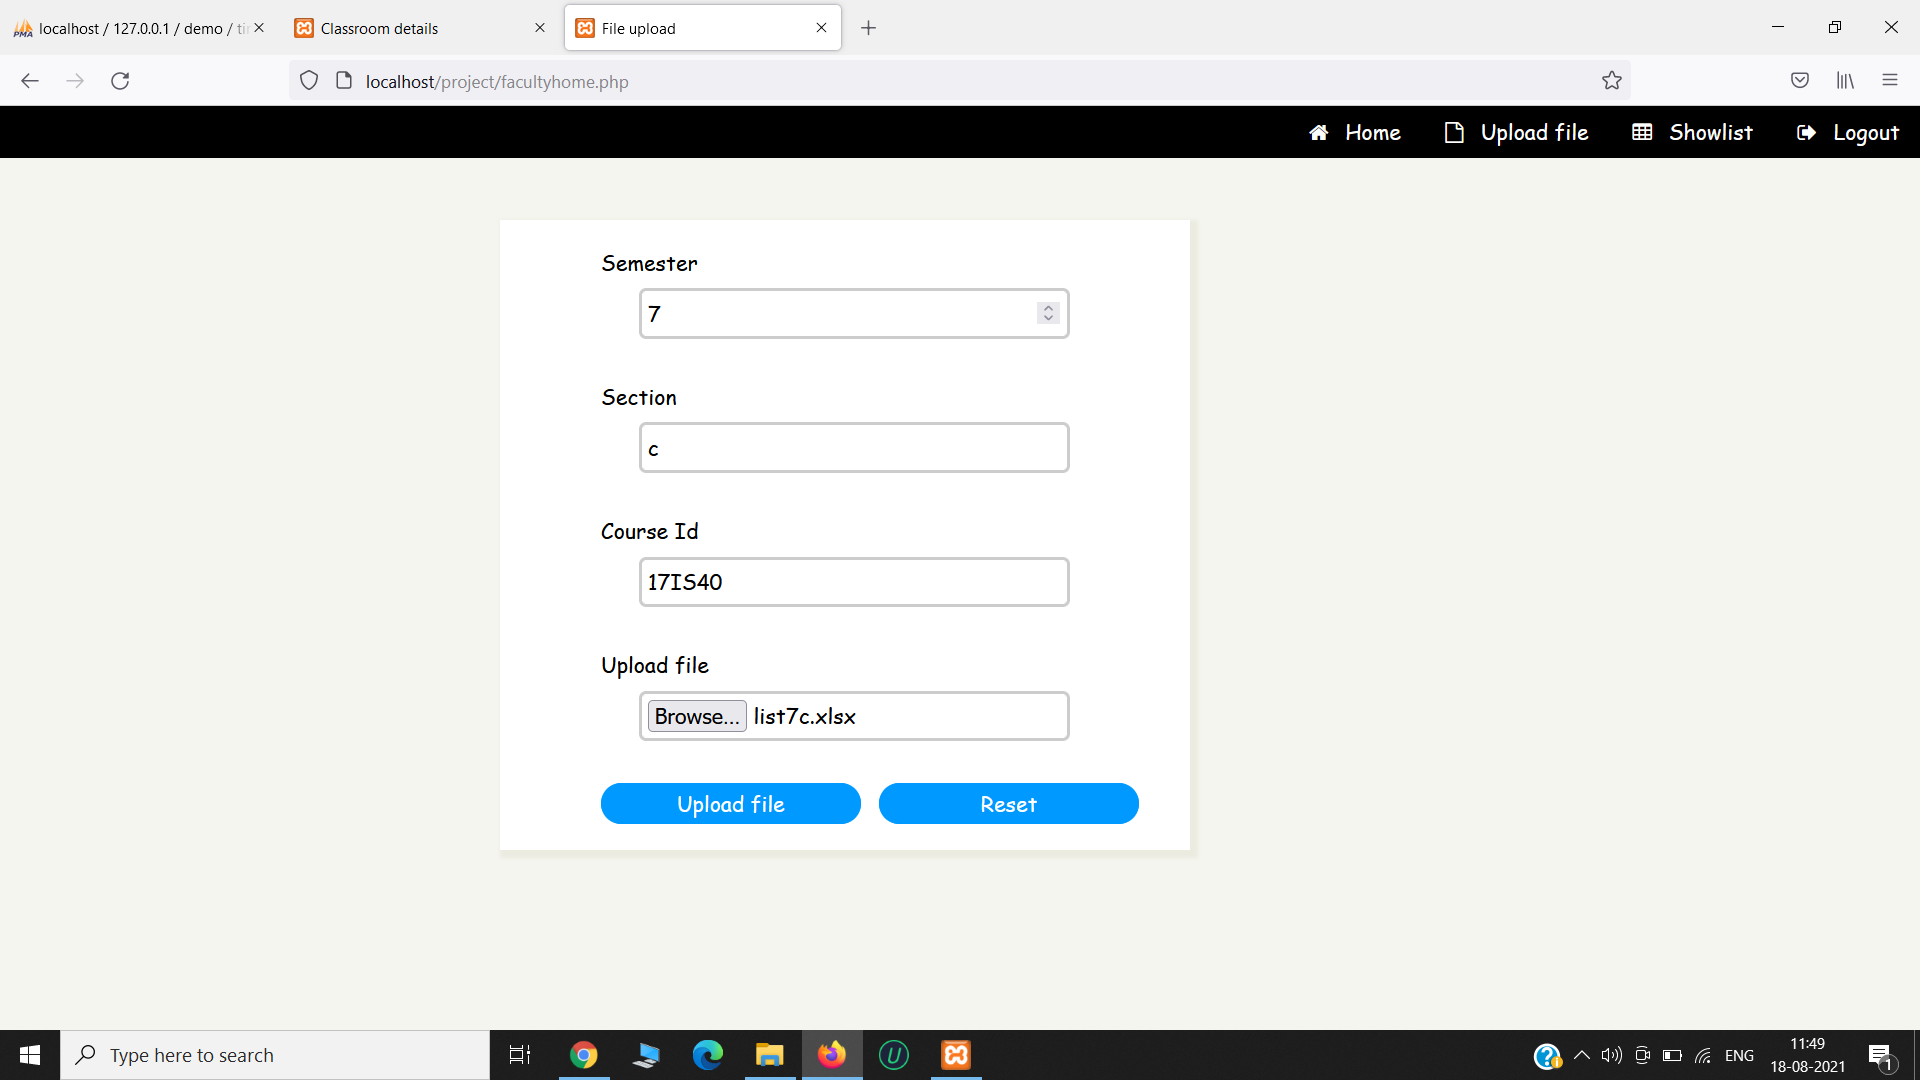 localhost / 127.0.0.1 / demo / tir
Classroom details
File upload
localhost/project/facultyhome.php
Home
Upload file
Showlist
Logout
Semester
7
Section
c
Course Id
17IS40
Upload file
Browse... list7c.xlsx
Upload file
Reset
Type here to search
ENG
11:49
18-08-2021
1